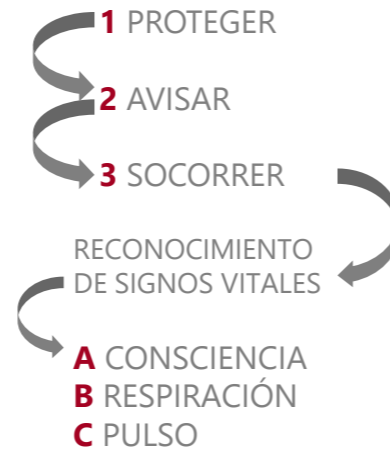 1 PROTEGER
2 AVISAR
3 SOCORRER
RECONOCIMIENTO
DE SIGNOS VITALES
A CONSCIENCIA
B RESPIRACIÓN
C PULSO